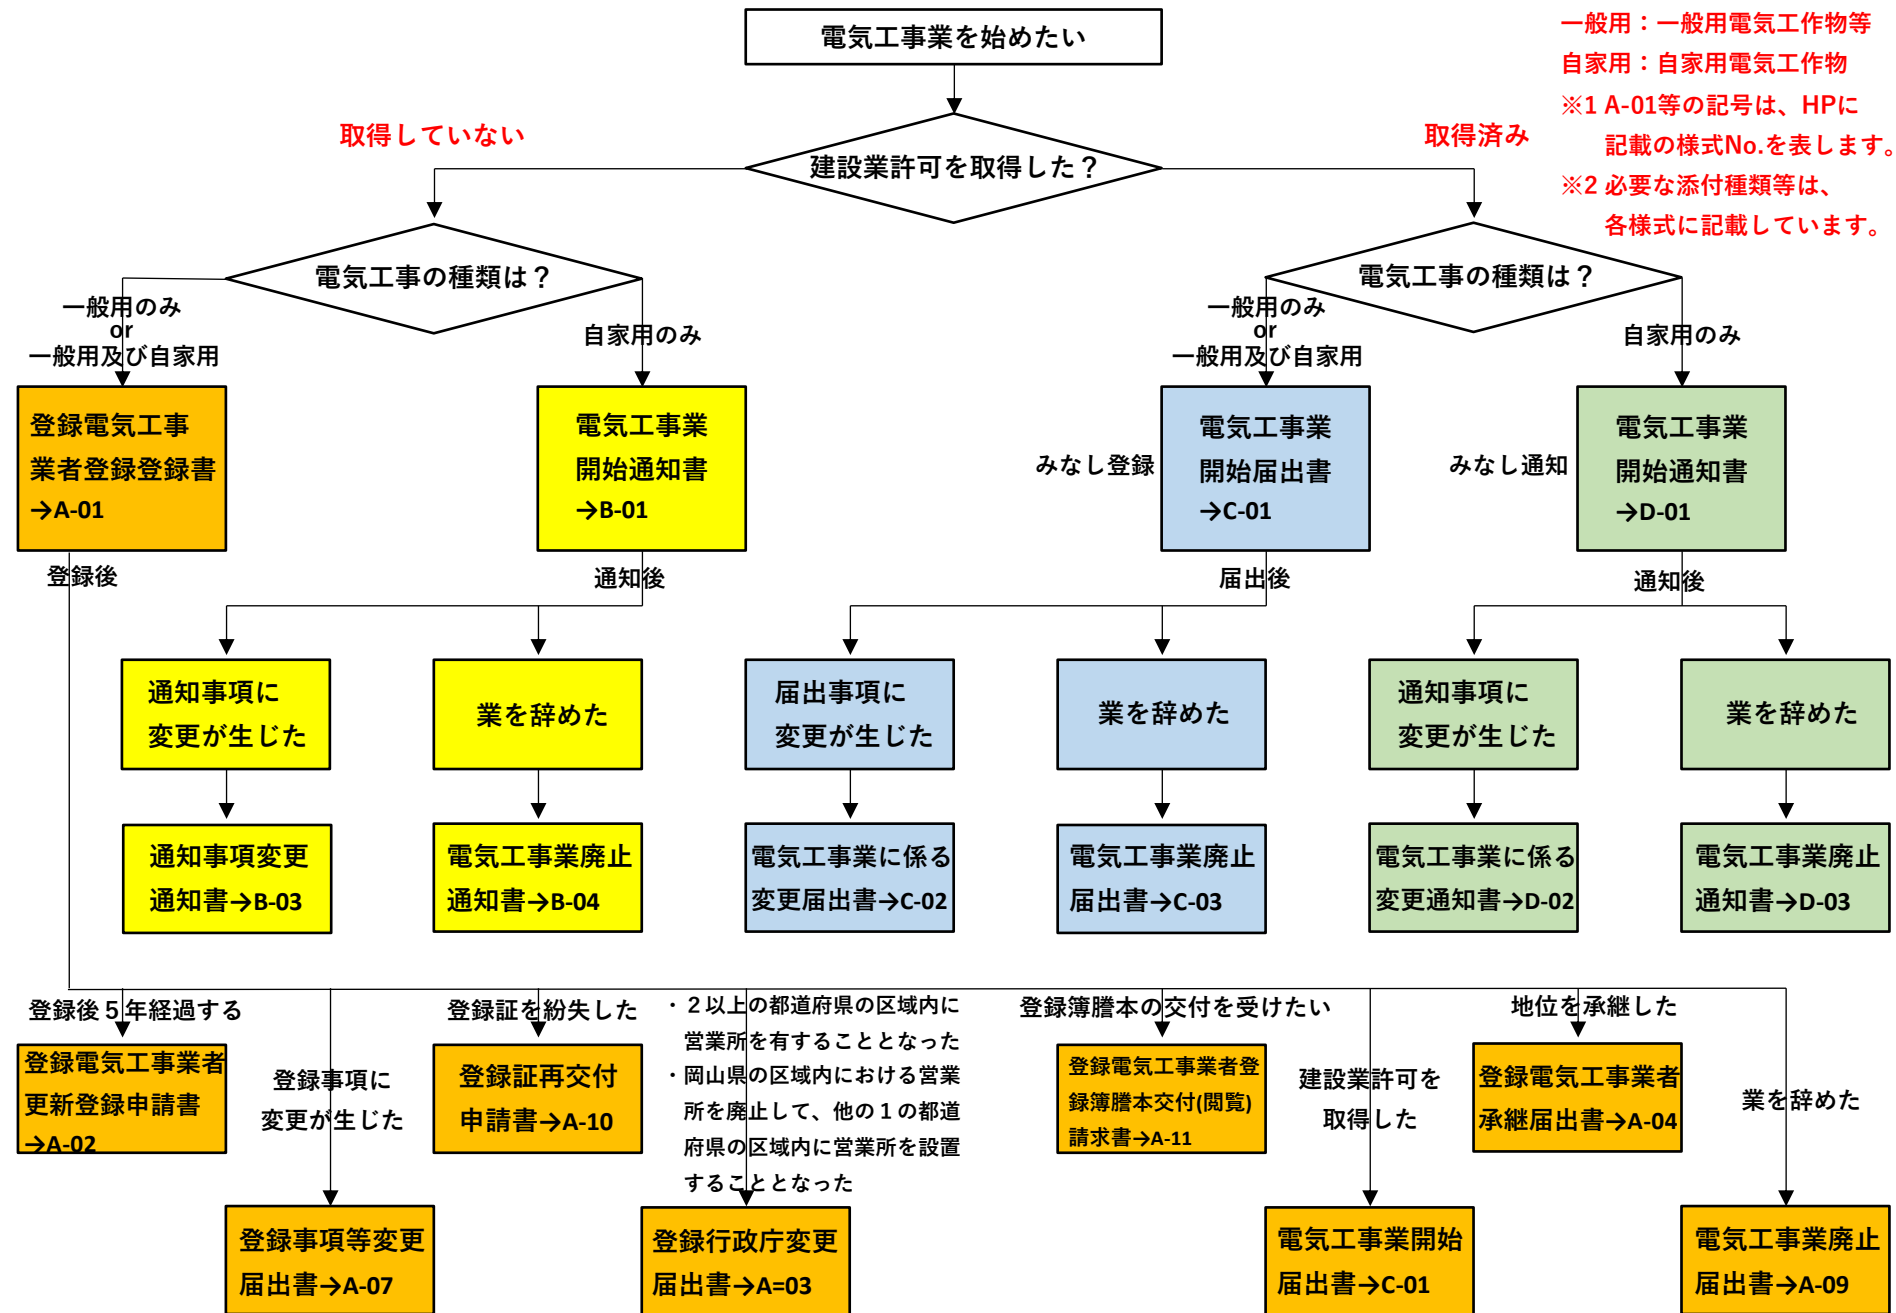 電気工事業を始めたい
一般用：一般用電気工作物等
自家用：自家用電気工作物
※1 A-01等の記号は、HPに
記載の様式No.を表します。
※2 必要な添付種類等は、
各様式に記載しています。
取得していない
建設業許可を取得した？
取得済み
電気工事の種類は？
電気工事の種類は？
一般用のみ
or
一般用及び自家用
自家用のみ
一般用のみ
or
一般用及び自家用
自家用のみ
登録電気工事
業者登録登録書
→A-01
電気工事業
開始通知書
→B-01
みなし登録
電気工事業
開始届出書
→C-01
みなし通知
電気工事業
開始通知書
→D-01
登録後
通知後
届出後
通知後
通知事項に
変更が生じた
業を辞めた
届出事項に
変更が生じた
業を辞めた
通知事項に
変更が生じた
業を辞めた
通知事項変更
通知書→B-03
電気工事業廃止
通知書→B-04
電気工事業に係る
変更届出書→C-02
電気工事業廃止
届出書→C-03
電気工事業に係る
変更通知書→D-02
電気工事業廃止
通知書→D-03
登録後５年経過する
登録電気工事業者
更新登録申請書
→A-02
登録事項に
変更が生じた
登録事項等変更
届出書→A-07
登録証を紛失した
登録証再交付
申請書→A-10
・２以上の都道府県の区域内に
営業所を有することとなった
・岡山県の区域内における営業
所を廃止して、他の１の都道
府県の区域内に営業所を設置
することとなった
登録行政庁変更
届出書→A=03
登録簿謄本の交付を受けたい
登録電気工事業者登
録簿謄本交付(閲覧)
請求書→A-11
建設業許可を
取得した
電気工事業開始
届出書→C-01
地位を承継した
登録電気工事業者
承継届出書→A-04
業を辞めた
電気工事業廃止
届出書→A-09